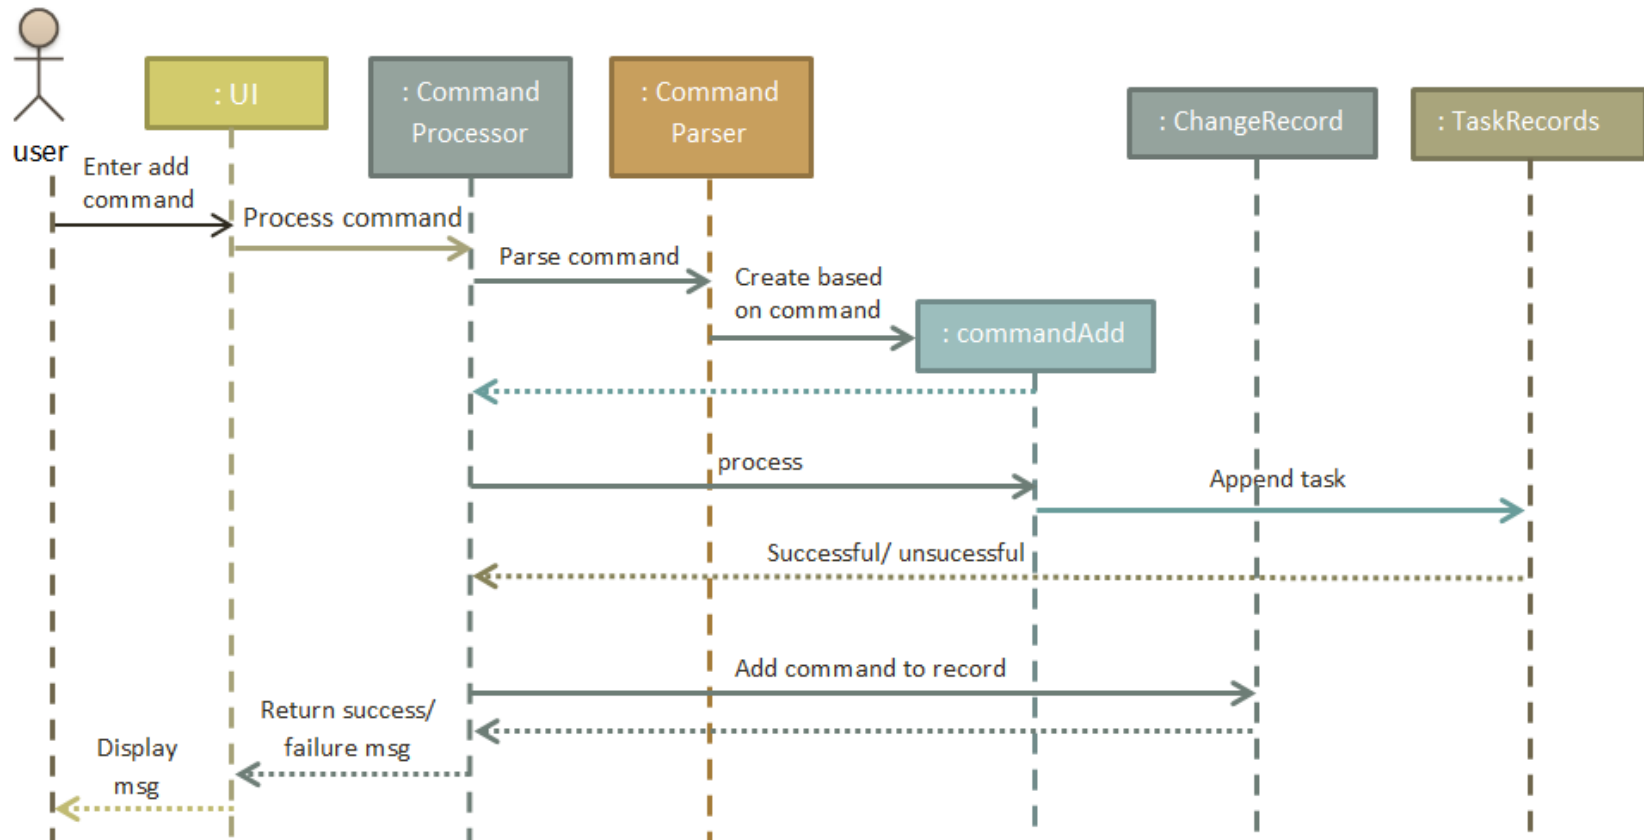 user
: UI
: Command
Processor
: Command
Parser
: ChangeRecord
: TaskRecords
Enter add
command
Process command
Parse command
Create based
on command
: commandAdd
process
Append task
Successful/ unsucessful
Add command to record
Return success/
failure msg
Display
msg